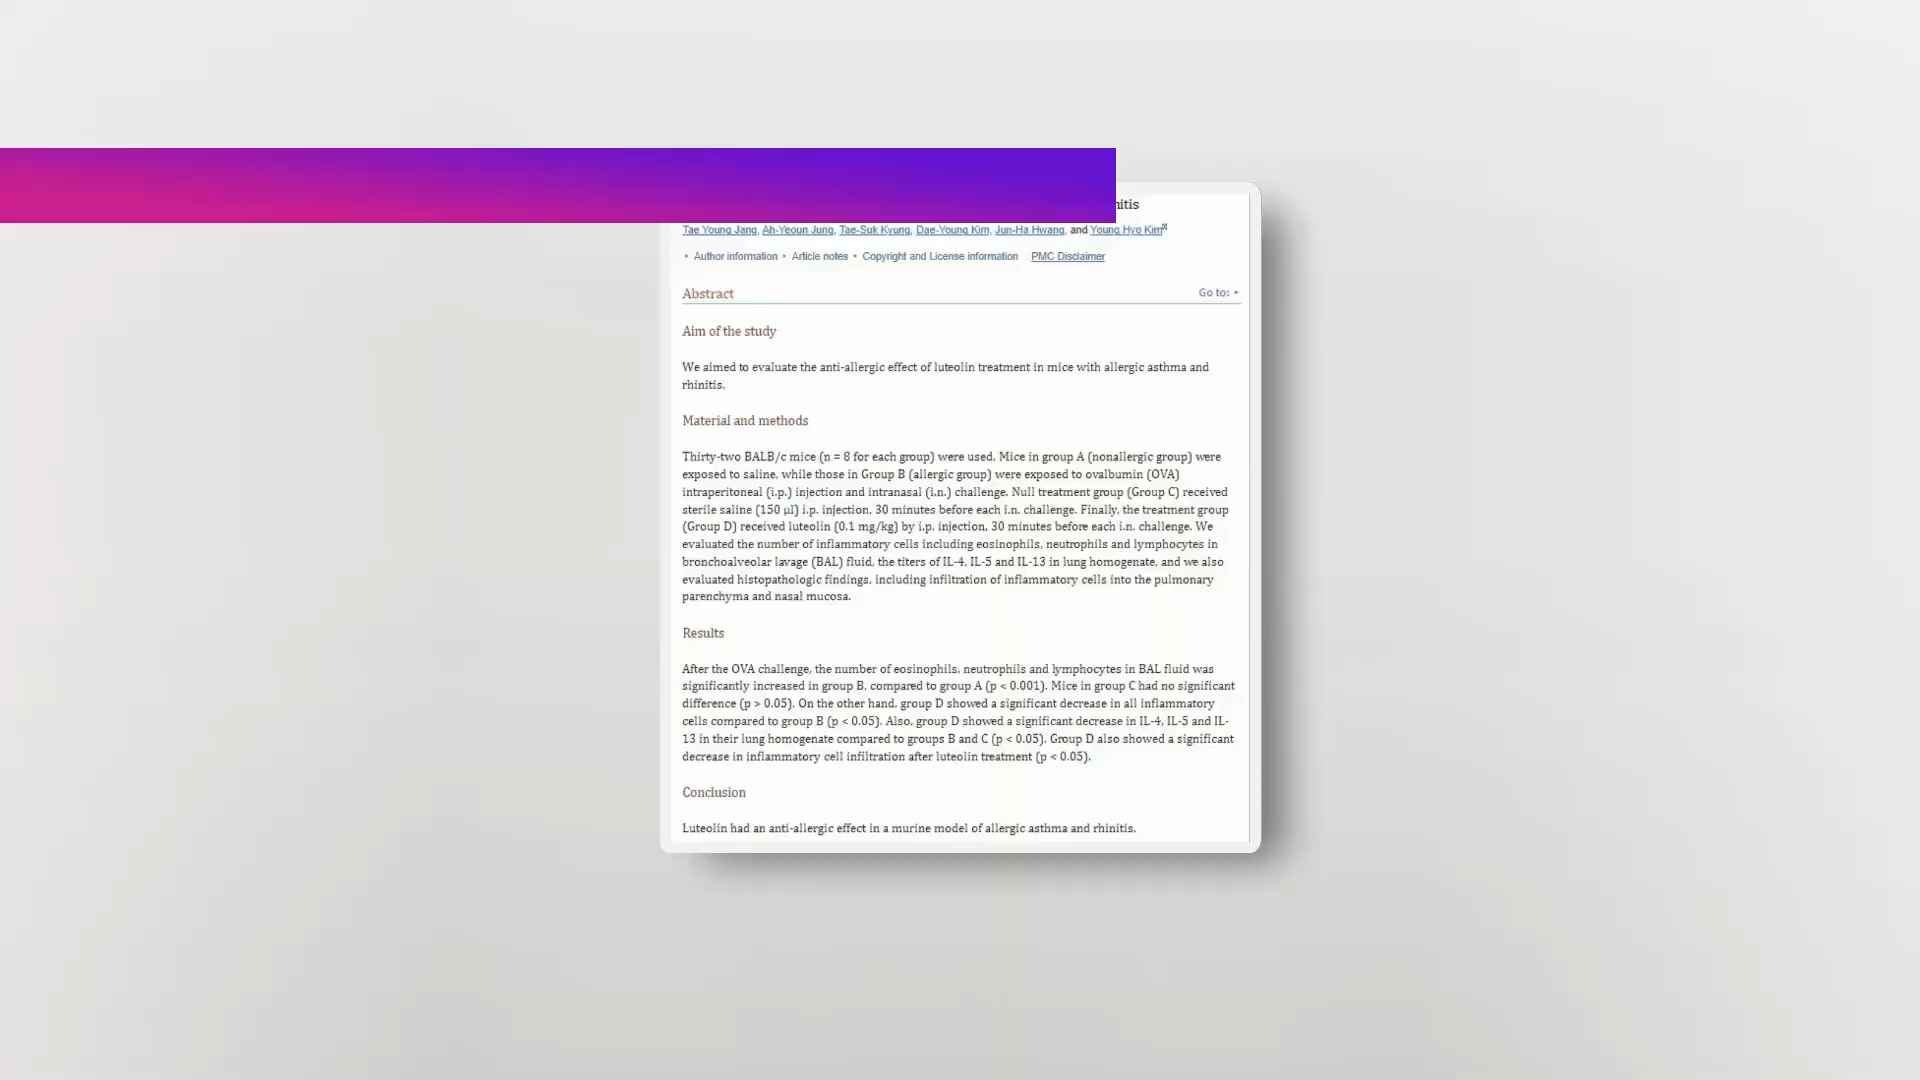 Tae Young Jang, Ah-Yeoun Jung, Tae-Suk Kyung, Dae-Young Kim, Jun-Ha Hwang, and Young Hyo Kim
• Author information • Article notes • Copyright and License information PMC Disclaimer
Abstract Go to: ▸
Aim of the study
We aimed to evaluate the anti-allergic effect of luteolin treatment in mice with allergic asthma and
rhinitis.
Material and methods
Thirty-two BALB/c mice (n = 8 for each group) were used. Mice in group A (nonallergic group) were
exposed to saline, while those in Group B (allergic group) were exposed to ovalbumin (OVA)
intraperitoneal (i.p.) injection and intranasal (i.n.) challenge. Null treatment group (Group C) received
sterile saline (150 μl) i.p. injection, 30 minutes before each i.n. challenge. Finally, the treatment group
(Group D) received luteolin (0.1 mg/kg) by i.p. injection, 30 minutes before each i.n. challenge. We
evaluated the number of inflammatory cells including eosinophils, neutrophils and lymphocytes in
bronchoalveolar lavage (BAL) fluid, the titers of IL-4, IL-5 and IL-13 in lung homogenate, and we also
evaluated histopathologic findings, including infiltration of inflammatory cells into the pulmonary
parenchyma and nasal mucosa.
Results
After the OVA challenge, the number of eosinophils, neutrophils and lymphocytes in BAL fluid was
significantly increased in group B, compared to group A (p < 0.001). Mice in group C had no significant
difference (p > 0.05). On the other hand, group D showed a significant decrease in all inflammatory
cells compared to group B (p < 0.05). Also, group D showed a significant decrease in IL-4, IL-5 and IL-
13 in their lung homogenate compared to groups B and C (p < 0.05). Group D also showed a significant
decrease in inflammatory cell infiltration after luteolin treatment (p < 0.05).
Conclusion
Luteolin had an anti-allergic effect in a murine model of allergic asthma and rhinitis.